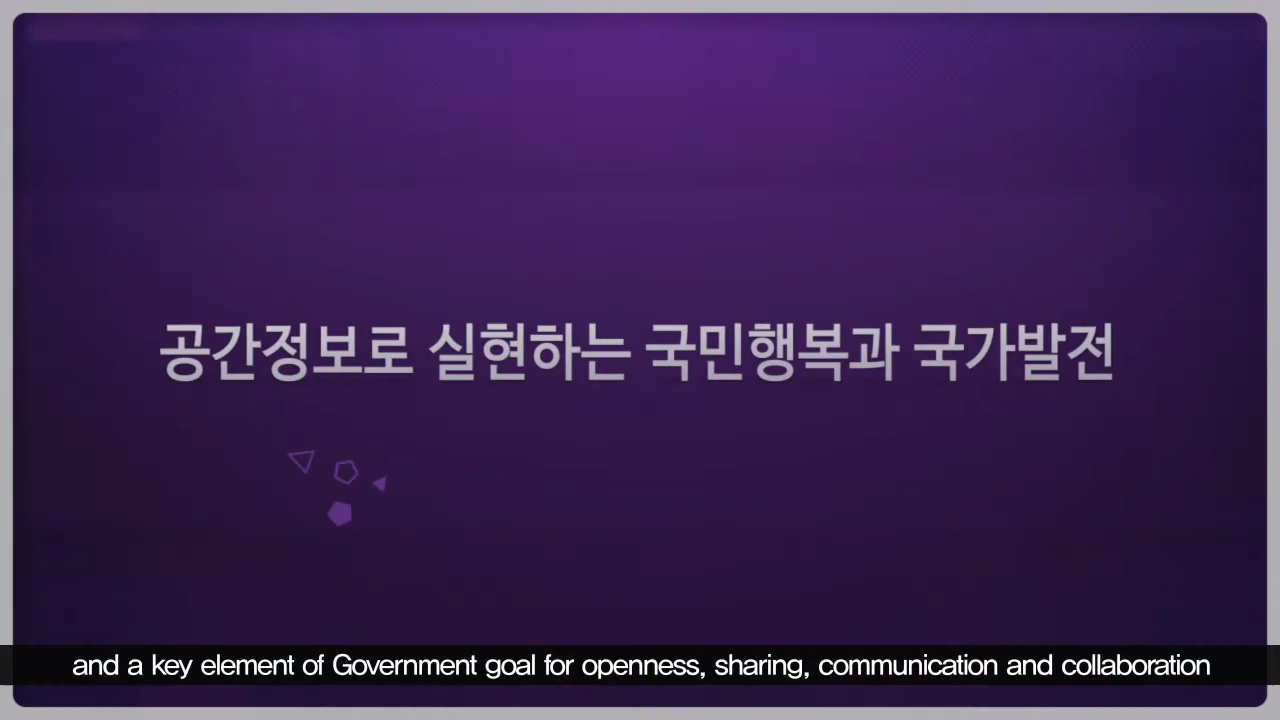 공간정보로 실현하는 국민행복과 국가발전
and a key element of Government goal for openness, sharing, communication and collaboration